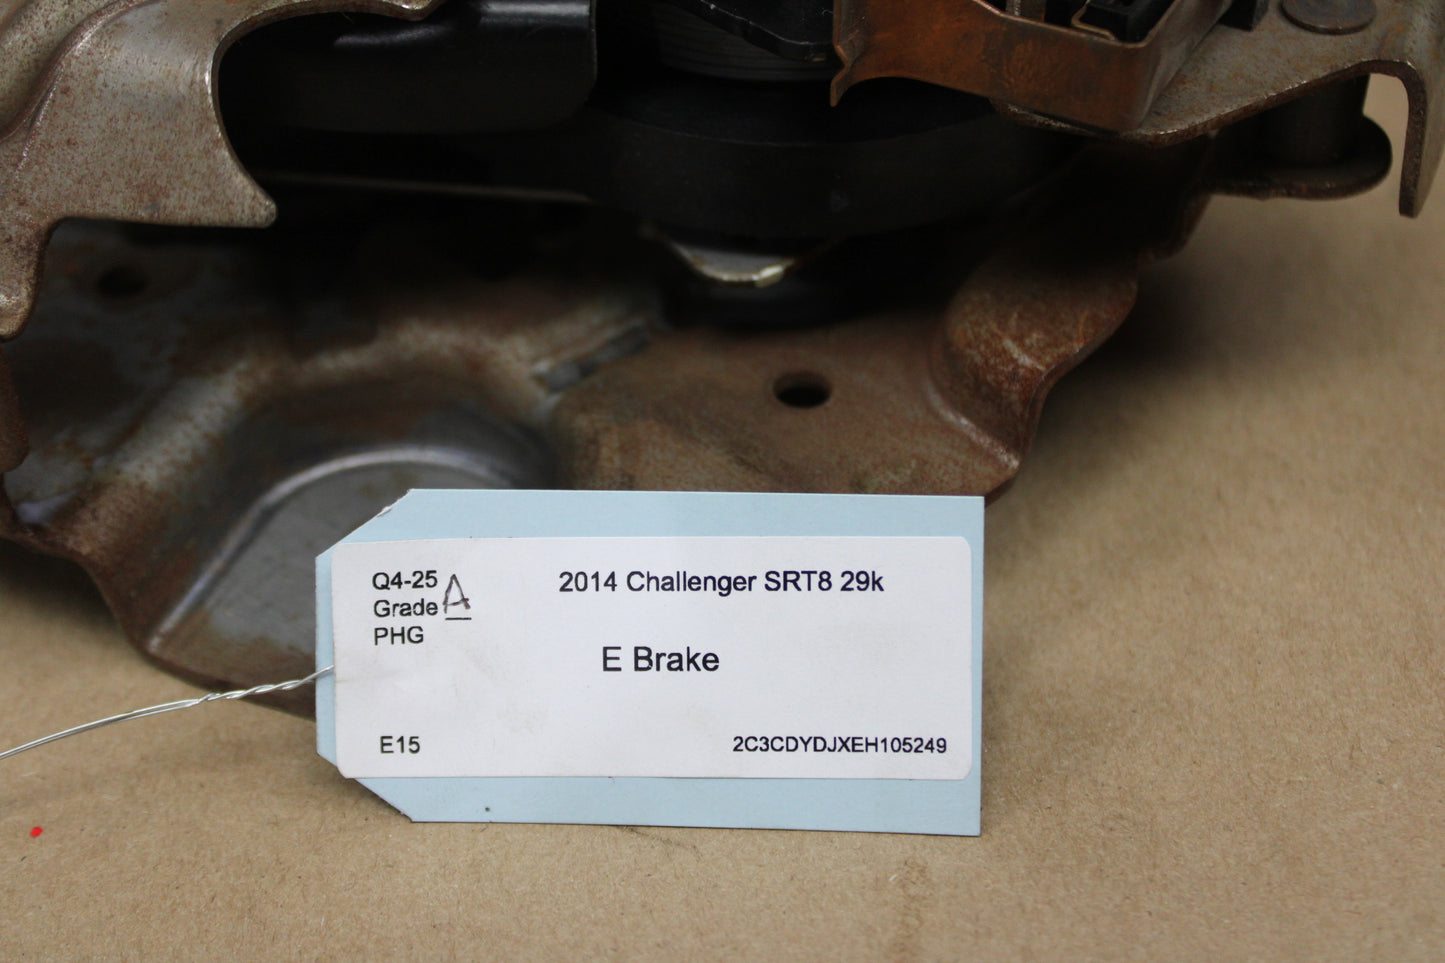 Q4-25
Grade A
PHG
2014 Challenger SRT8 29k
E Brake
E15
2C3CDYDJXEH105249